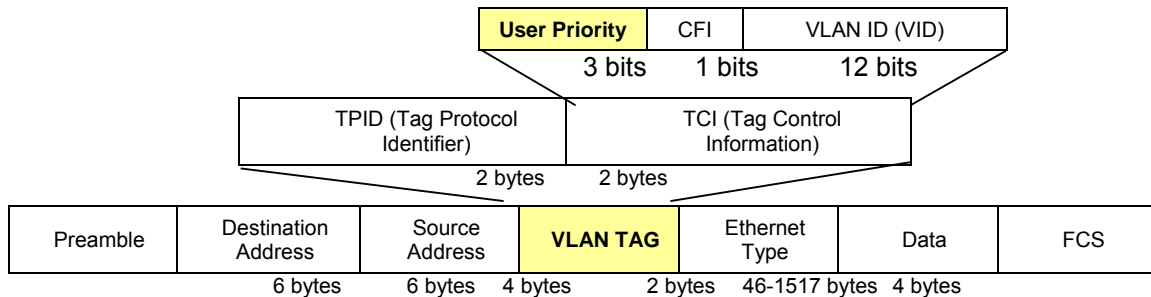 User Priority CFI VLAN ID (VID)
3 bits 1 bits 12 bits
TPID (Tag Protocol Identifier) TCI (Tag Control Information)
2 bytes 2 bytes
Preamble Destination Address Source Address VLAN TAG Ethernet Type Data FCS
6 bytes 6 bytes 4 bytes 2 bytes 46-1517 bytes 4 bytes